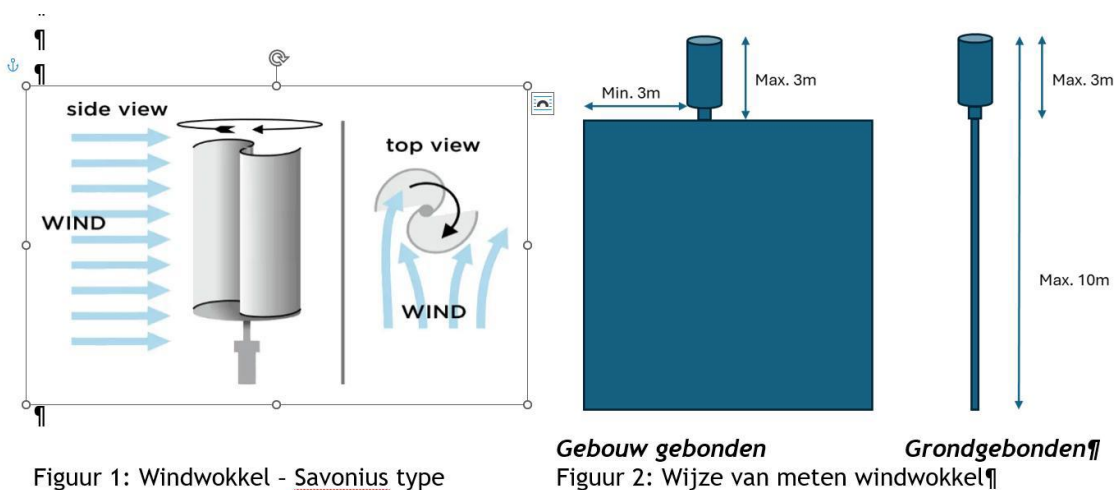 ¶
¶
¶
side view
WIND
top view
WIND
¶
Figuur 1: Windwokkel - Savonius type
Min. 3m
Max. 3m
Max. 3m
Max. 10m
Gebouw gebonden
Grondgebonden¶
Figuur 2: Wijze van meten windwokkel¶